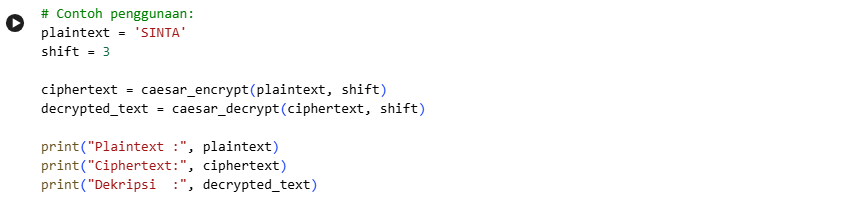 # Contoh penggunaan:
plaintext = 'SINTA'
shift = 3
ciphertext = caesar_encrypt(plaintext, shift)
decrypted_text = caesar_decrypt(ciphertext, shift)
print("Plaintext :", plaintext)
print("Ciphertext:", ciphertext)
print("Dekripsi  :", decrypted_text)